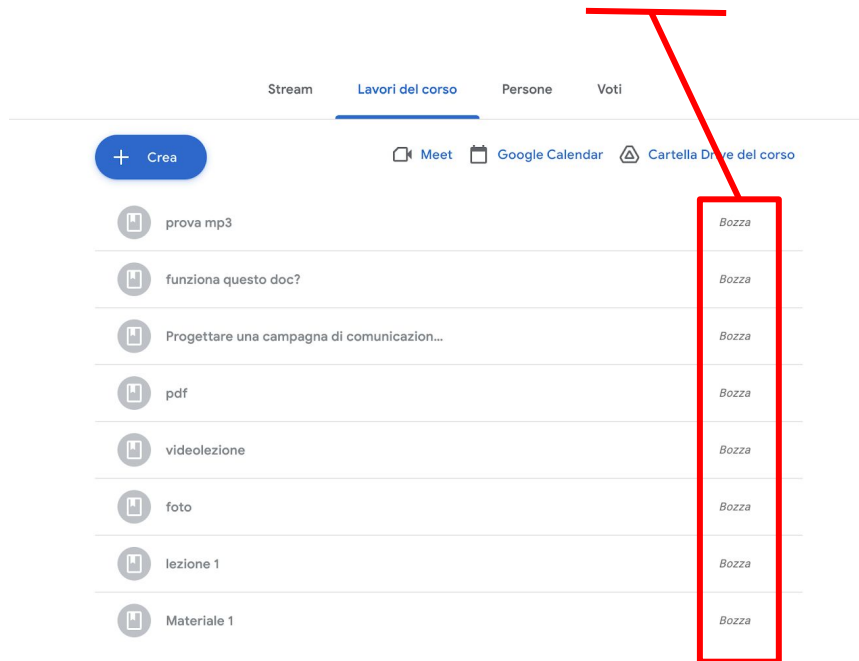 Stream Lavori del corso Persone Voti
+ Crea Meet Google Calendar Cartella Drive del corso
prova mp3 Bozza
funziona questo doc? Bozza
Progettare una campagna di comunicazion... Bozza
pdf Bozza
videolezione Bozza
foto Bozza
lezione 1 Bozza
Materiale 1 Bozza